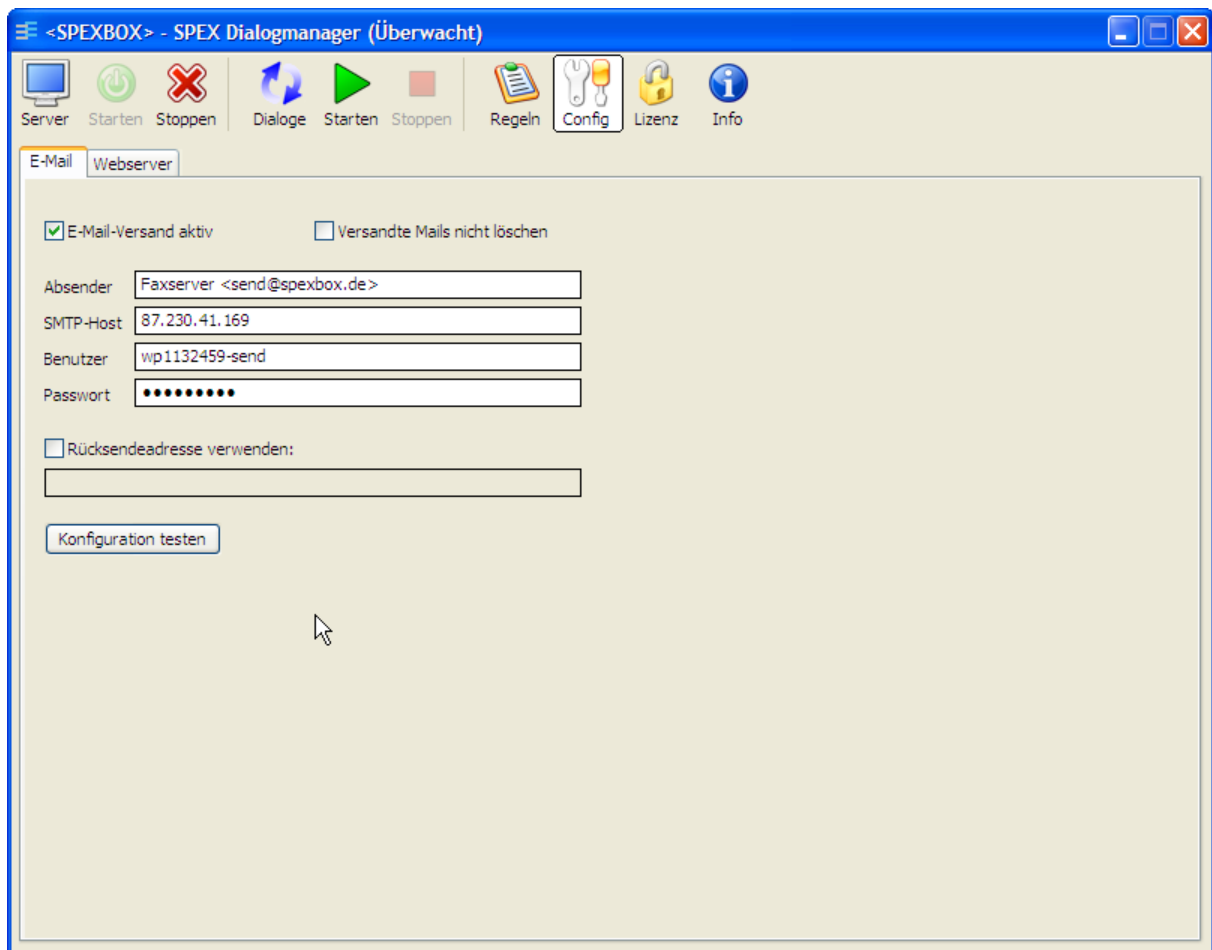 <SPEXBOX> - SPEX Dialogmanager (Überwacht)
Server Starten Stoppen Dialoge Starten Stoppen Regeln Config Lizenz Info
E-Mail Webserver
E-Mail-Versand aktiv Versandte Mails nicht löschen
Absender Faxserver <send@spexbox.de>
SMTP-Host 87.230.41.169
Benutzer wp1132459-send
Passwort •••••••••
Rücksendeadresse verwenden:
Konfiguration testen